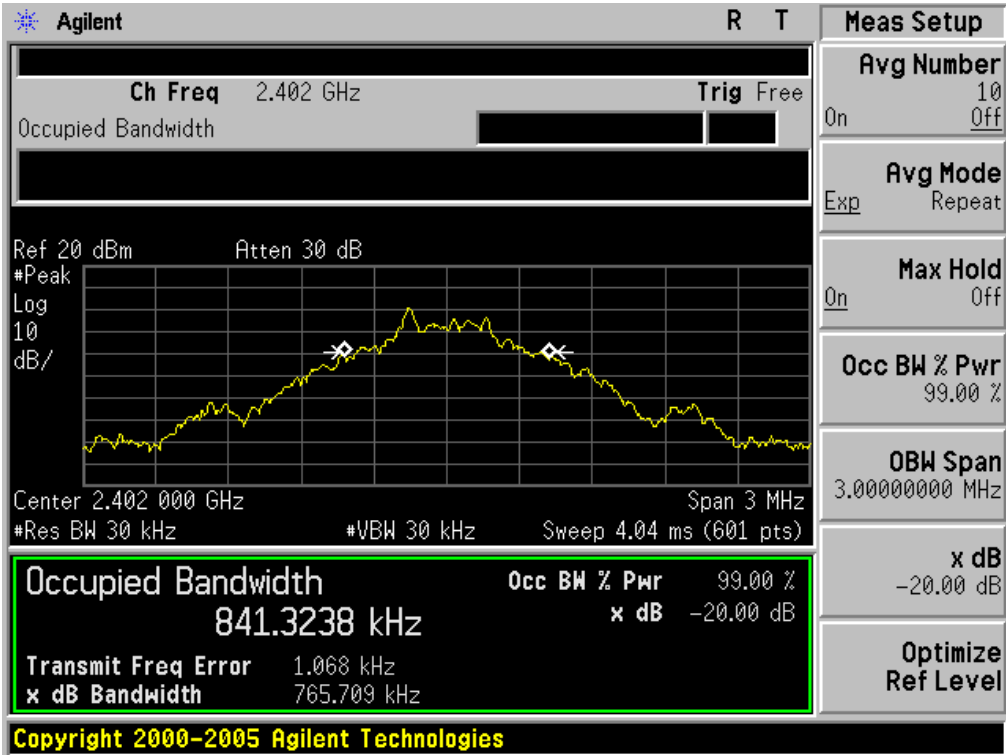 Agilent R T
Ch Freq 2.402 GHz Trig Free
Occupied Bandwidth
Ref 20 dBm Atten 30 dB
#Peak
Log
10
dB/
Center 2.402 000 GHz Span 3 MHz
#Res BW 30 kHz #VBW 30 kHz Sweep 4.04 ms (601 pts)
Occupied Bandwidth
841.3238 kHz
Occ BW % Pwr 99.00 %
x dB -20.00 dB
Transmit Freq Error 1.068 kHz
x dB Bandwidth 765.709 kHz
Copyright 2000-2005 Agilent Technologies
Meas Setup
Avg Number
10
On Off
Avg Mode
Exp Repeat
Max Hold
On Off
Occ BW % Pwr
99.00 %
OBW Span
3.00000000 MHz
x dB
-20.00 dB
Optimize
Ref Level